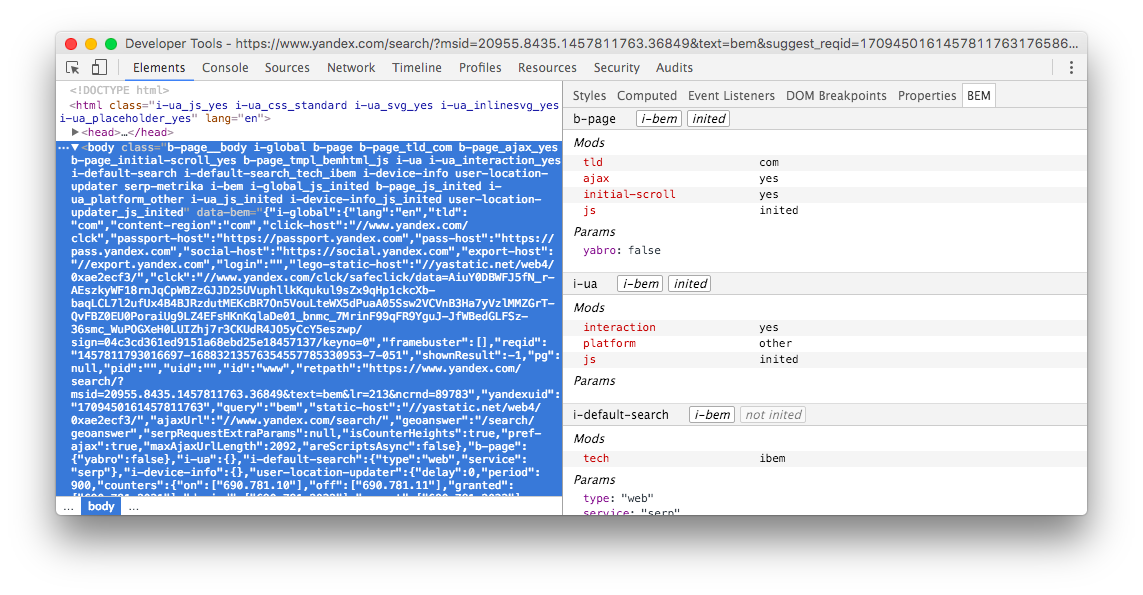 Developer Tools - https://www.yandex.com/search/?msid=20955.8435.1457811763.36849&text=bem&suggest_reqid=1709450161457811763176586...
Elements Console Sources Network Timeline Profiles Resources Security Audits
<!DOCTYPE html>
<html class="i-ua_js_yes i-ua_css_standard i-ua_svg_yes i-ua_inlinesvg_yes
i-ua_placeholder_yes" lang="en">
<head>…</head>
<body class="b-page__body i-global b-page b-page_tld_com b-page_ajax_yes
b-page_initial-scroll_yes b-page_tmpl_bemhtml_js i-ua i-ua_interaction_yes
i-default-search i-default-search_tech_ibem i-device-info user-location-
updater serp-metrika i-bem i-global_js_inited b-page_js_inited i-
ua_platform_other i-ua_js_inited i-device-info_js_inited user-location-
updater_js_inited" data-bem="{"i-global":{"lang":"en","tld":
"com","content-region":"com","click-host":"//www.yandex.com/
clck","passport-host":"https://passport.yandex.com","pass-host":"https://
pass.yandex.com","social-host":"https://social.yandex.com","export-host":
"//export.yandex.com","login":"","lego-static-host":"//yastatic.net/web4/
0xae2ecf3/","clck":"//www.yandex.com/clck/safeclick/data=AiuY0DBWFJ5fN_r-
AEszkyWF18rnJqCpWBZzGJJD25UVuphllkKqukul9sZx9qHp1ckcXb-
baqLCL7l2ufUx4B4BJRzdutMEKcBR7On5VouLteWX5dPuaA05Ssw2VCVnB3Ha7yVzlMMZGrT-
QvFBZ0EU0PoraiUg9LZ4EFsHKnKqlaDe01_bnmc_7MrinF99qFR9YguJ-JfWBedGLFSz-
36smc_WuPOGXeH0LUIZhj7r3CKUdR4JO5yCcY5eszwp/
sign=04c3cd361ed9151a68ebd25e18457137/keyno=0","framebuster":[],"reqid":
"1457811793016697-16883213576354557785330953-7-051","shownResult":-1,"pg":
null,"pid":"","uid":"","id":"www","retpath":"https://www.yandex.com/
search/?
msid=20955.8435.1457811763.36849&text=bem&lr=213&ncrnd=89783","yandexuid":
"1709450161457811763","query":"bem","static-host":"//yastatic.net/web4/
0xae2ecf3/","ajaxUrl":"//www.yandex.com/search/","geoanswer":"/search/
geoanswer","serpRequestExtraParams":null,"isCounterHeights":true,"pref-
ajax":true,"maxAjaxUrlLength":2092,"areScriptsAsync":false},"b-page":
{"yabro":false},"i-ua":{},"i-default-search":{"type":"web","service":
"serp"},"i-device-info":{},"user-location-updater":{"delay":0,"period":
900,"counters":{"on":["690.781.10"],"off":["690.781.11"],"granted":
... body ...
Styles Computed Event Listeners DOM Breakpoints Properties BEM
b-page i-bem inited
Mods
tld com
ajax yes
initial-scroll yes
js inited
Params
yabro: false
i-ua i-bem inited
Mods
interaction yes
platform other
js inited
Params
i-default-search i-bem not inited
Mods
tech ibem
Params
type: "web"
service: "serp"